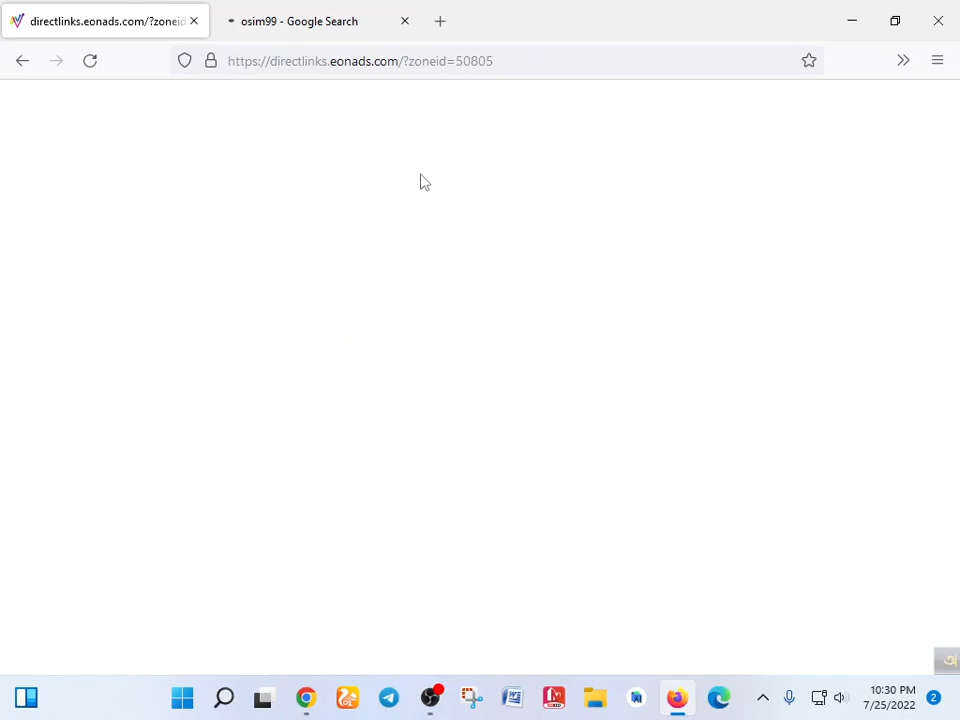 directlinks.eonads.com/?zoneid
osim99 - Google Search
https://directlinks.eonads.com/?zoneid=50805
অ
10:30 PM
7/25/2022
2